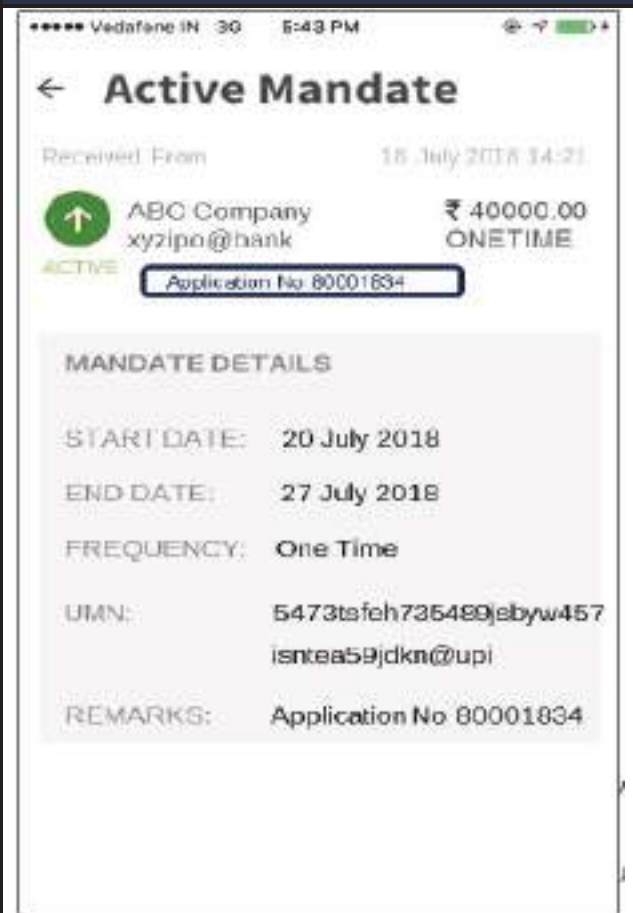 Vedafone IN 3G 5:43 PM
← Active Mandate
Received From 18 July 2018 14:21
ABC Company ₹ 40000.00
xyzipo@bank ONETIME
ACTIVE
Application No 80001834
MANDATE DETAILS
START DATE: 20 July 2018
END DATE: 27 July 2018
FREQUENCY: One Time
UMN: 5473tsfeh735489jsbyw457
isntea59jdkn@upi
REMARKS: Application No 80001834